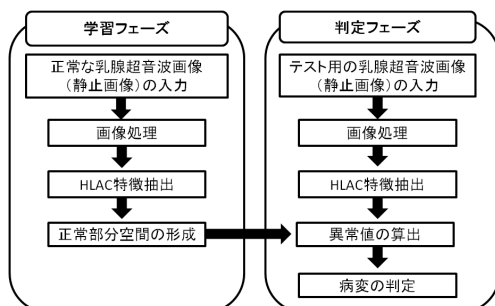 学習フェーズ
正常な乳腺超音波画像
(静止画像)の入力
画像処理
HLAC特徴抽出
正常部分空間の形成
判定フェーズ
テスト用の乳腺超音波画像
(静止画像)の入力
画像処理
HLAC特徴抽出
異常値の算出
病変の判定